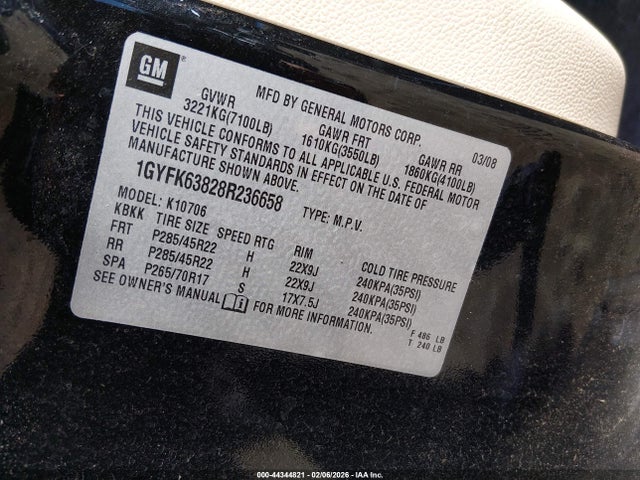 GM
MFD BY GENERAL MOTORS CORP. 03/08
GVWR GAWR FRT GAWR RR
3221KG(7100LB) 1610KG(3550LB) 1860KG(4100LB)
THIS VEHICLE CONFORMS TO ALL APPLICABLE U.S. FEDERAL MOTOR
VEHICLE SAFETY STANDARDS IN EFFECT ON THE DATE OF
MANUFACTURE SHOWN ABOVE.
1GYFK63828R236658 TYPE: M.P.V.
MODEL: K10706
KBKK TIRE SIZE SPEED RTG RIM COLD TIRE PRESSURE
FRT P285/45R22 H 22X9J 240KPA(35PSI)
RR P285/45R22 H 22X9J 240KPA(35PSI)
SPA P265/70R17 S 17X7.5J 240KPA(35PSI)
SEE OWNER'S MANUAL FOR MORE INFORMATION.
F 486 LB
T 240 LB
000-44344821 - 02/06/2026 - IAA Inc.